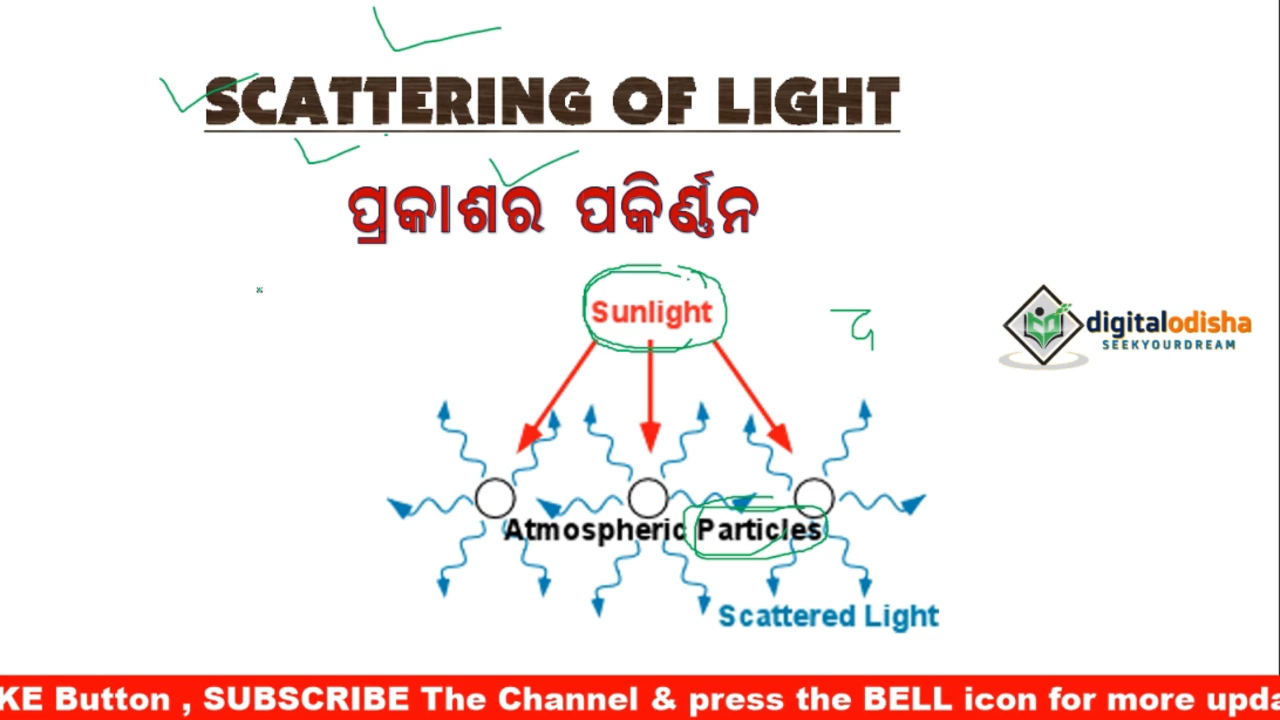 SCATTERING OF LIGHT
ପ୍ରକାଶର ପକିର୍ଣ୍ଣନ
Sunlight
digitalodisha
SEEKYOURDREAM
Atmospheric Particles
Scattered Light
KE Button , SUBSCRIBE The Channel & press the BELL icon for more upda